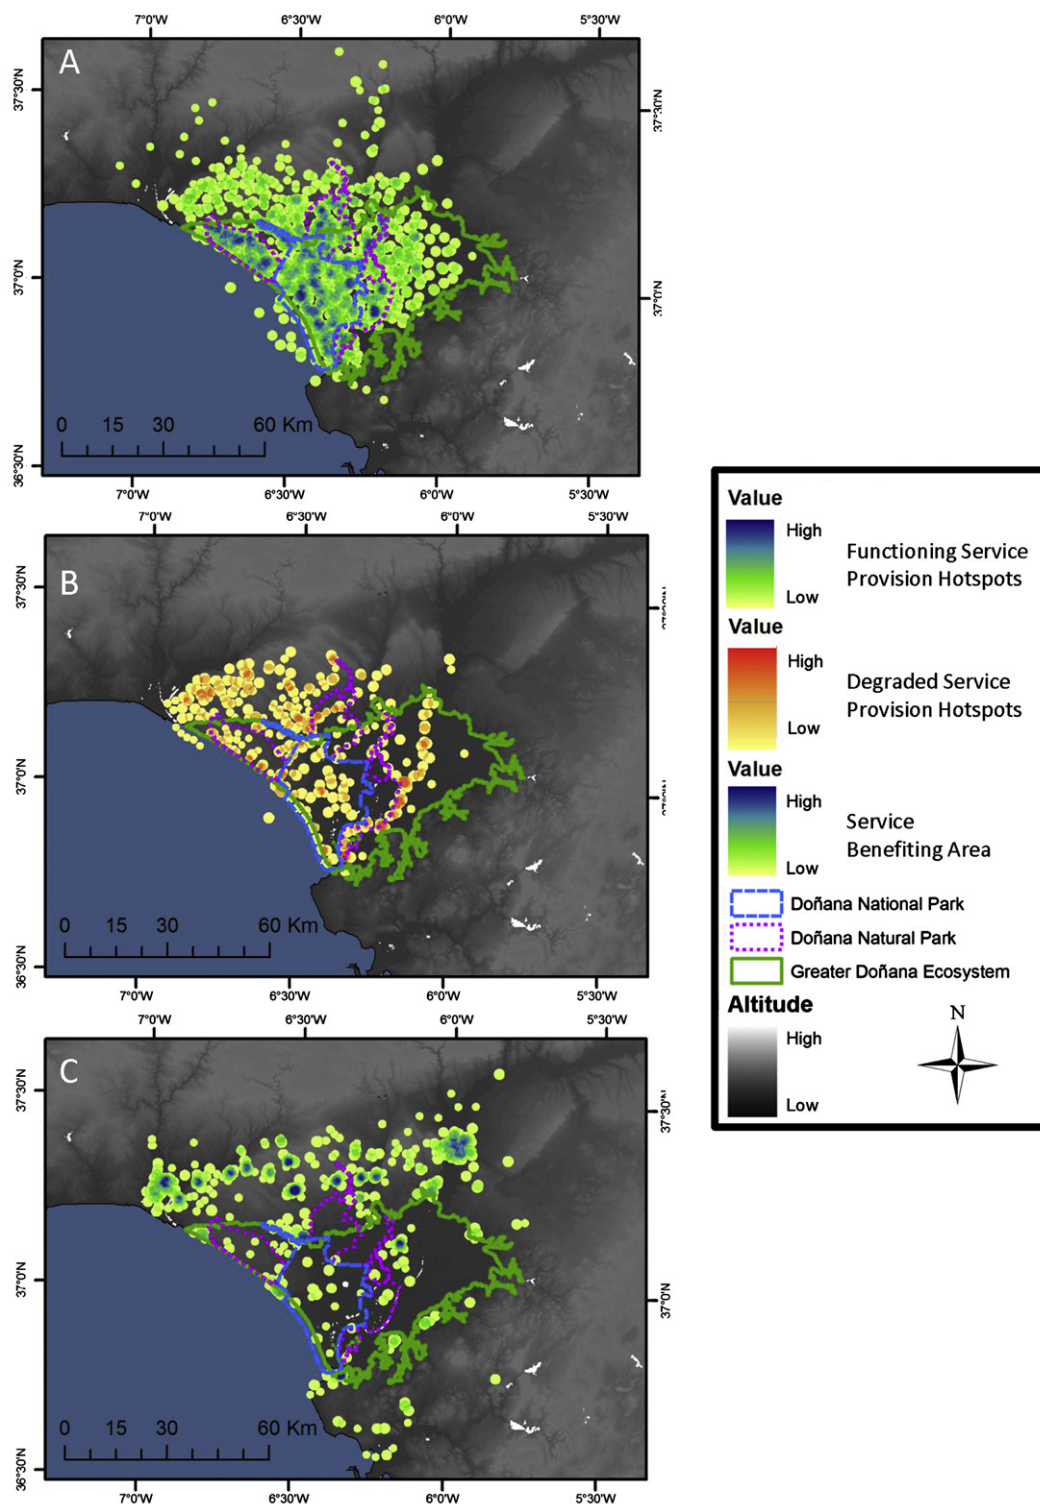 7°0'W 6°30'W 6°0'W 5°30'W
A
37°30'N 37°30'N
37°0'N 37°0'N
36°30'N
0 15 30 60 Km
7°0'W 6°30'W 6°0'W 5°30'W
7°0'W 6°30'W 6°0'W 5°30'W
B
37°30'N
37°0'N 37°0'N
36°30'N
0 15 30 60 Km
7°0'W 6°30'W 6°0'W 5°30'W
7°0'W 6°30'W 6°0'W 5°30'W
C
37°30'N 37°30'N
37°0'N 37°0'N
36°30'N
0 15 30 60 Km
7°0'W 6°30'W 6°0'W 5°30'W
Value
High
Low
Functioning Service
Provision Hotspots
Value
High
Low
Degraded Service
Provision Hotspots
Value
High
Low
Service
Benefiting Area
Doñana National Park
Doñana Natural Park
Greater Doñana Ecosystem
Altitude
High
Low
N